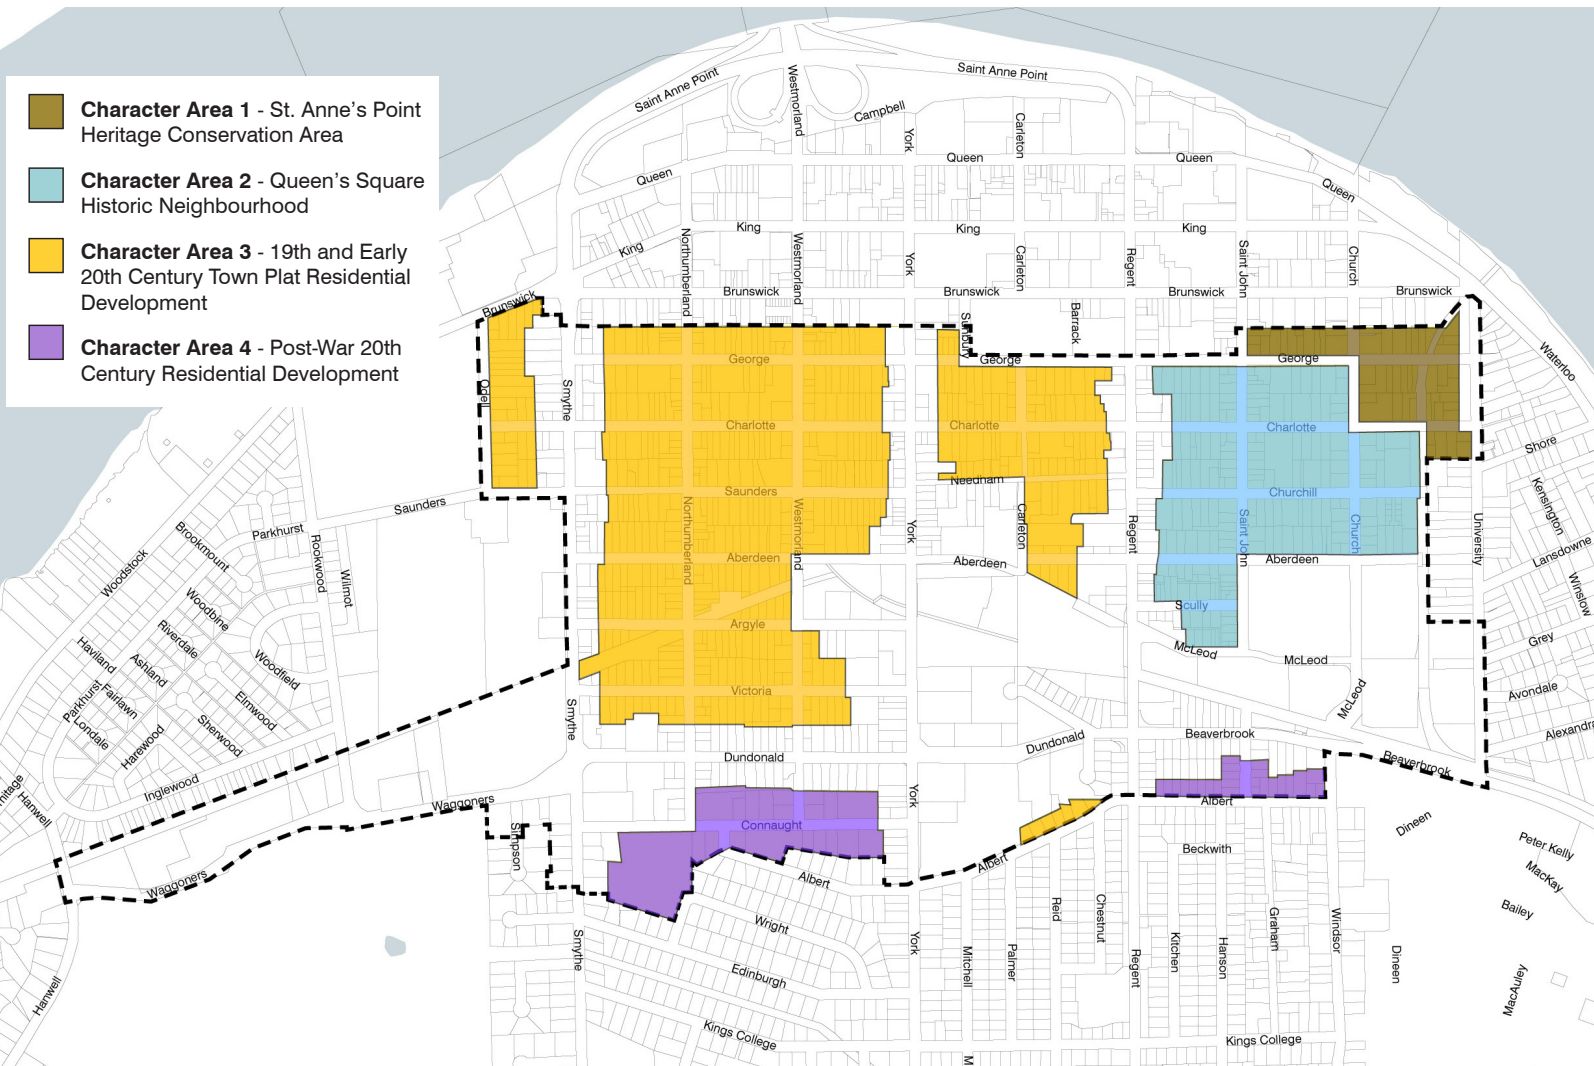 Character Area 1 - St. Anne's Point
Heritage Conservation Area
Character Area 2 - Queen's Square
Historic Neighbourhood
Character Area 3 - 19th and Early
20th Century Town Plat Residential
Development
Character Area 4 - Post-War 20th
Century Residential Development
Saint Anne Point
Saint Anne Point
Westmorland
Campbell
York
Carleton
Queen
Queen
Queen
Queen
King
King
King
King
Northumberland
Westmorland
York
Carleton
Regent
Saint John
Church
Brunswick
Brunswick
Brunswick
Brunswick
Brunswick
Sunbury
Barrack
George
George
George
Waterloo
Odell
Smythe
Charlotte
Charlotte
Charlotte
Shore
Saunders
Saunders
Needham
Churchill
Kensington
Northumberland
Westmorland
York
Carleton
Regent
Saint John
Church
University
Lansdowne
Parkhurst
Brookmount
Rookwood
Woodstock
Wilmot
Aberdeen
Aberdeen
Aberdeen
Winslow
Woodbine
Riverdale
Argyle
Scully
Grey
Haviland
Ashland
Woodfield
McLeod
McLeod
McLeod
Parkhurst
Fairlawn
Elmwood
Victoria
Avondale
Londale
Harewood
Sherwood
Smythe
Alexandra
Dundonald
Dundonald
Beaverbrook
Beaverbrook
Inglewood
Hanwell
Waggoners
York
Albert
Simpson
Connaught
Dineen
Peter Kelly
Beckwith
Albert
Albert
Waggoners
MacKay
Bailey
Wright
Reid
Chestnut
Graham
Windsor
Smythe
York
Mitchell
Palmer
Regent
Kitchen
Hanson
Dineen
Edinburgh
MacAuley
Hanwell
Kings College
Kings College
M